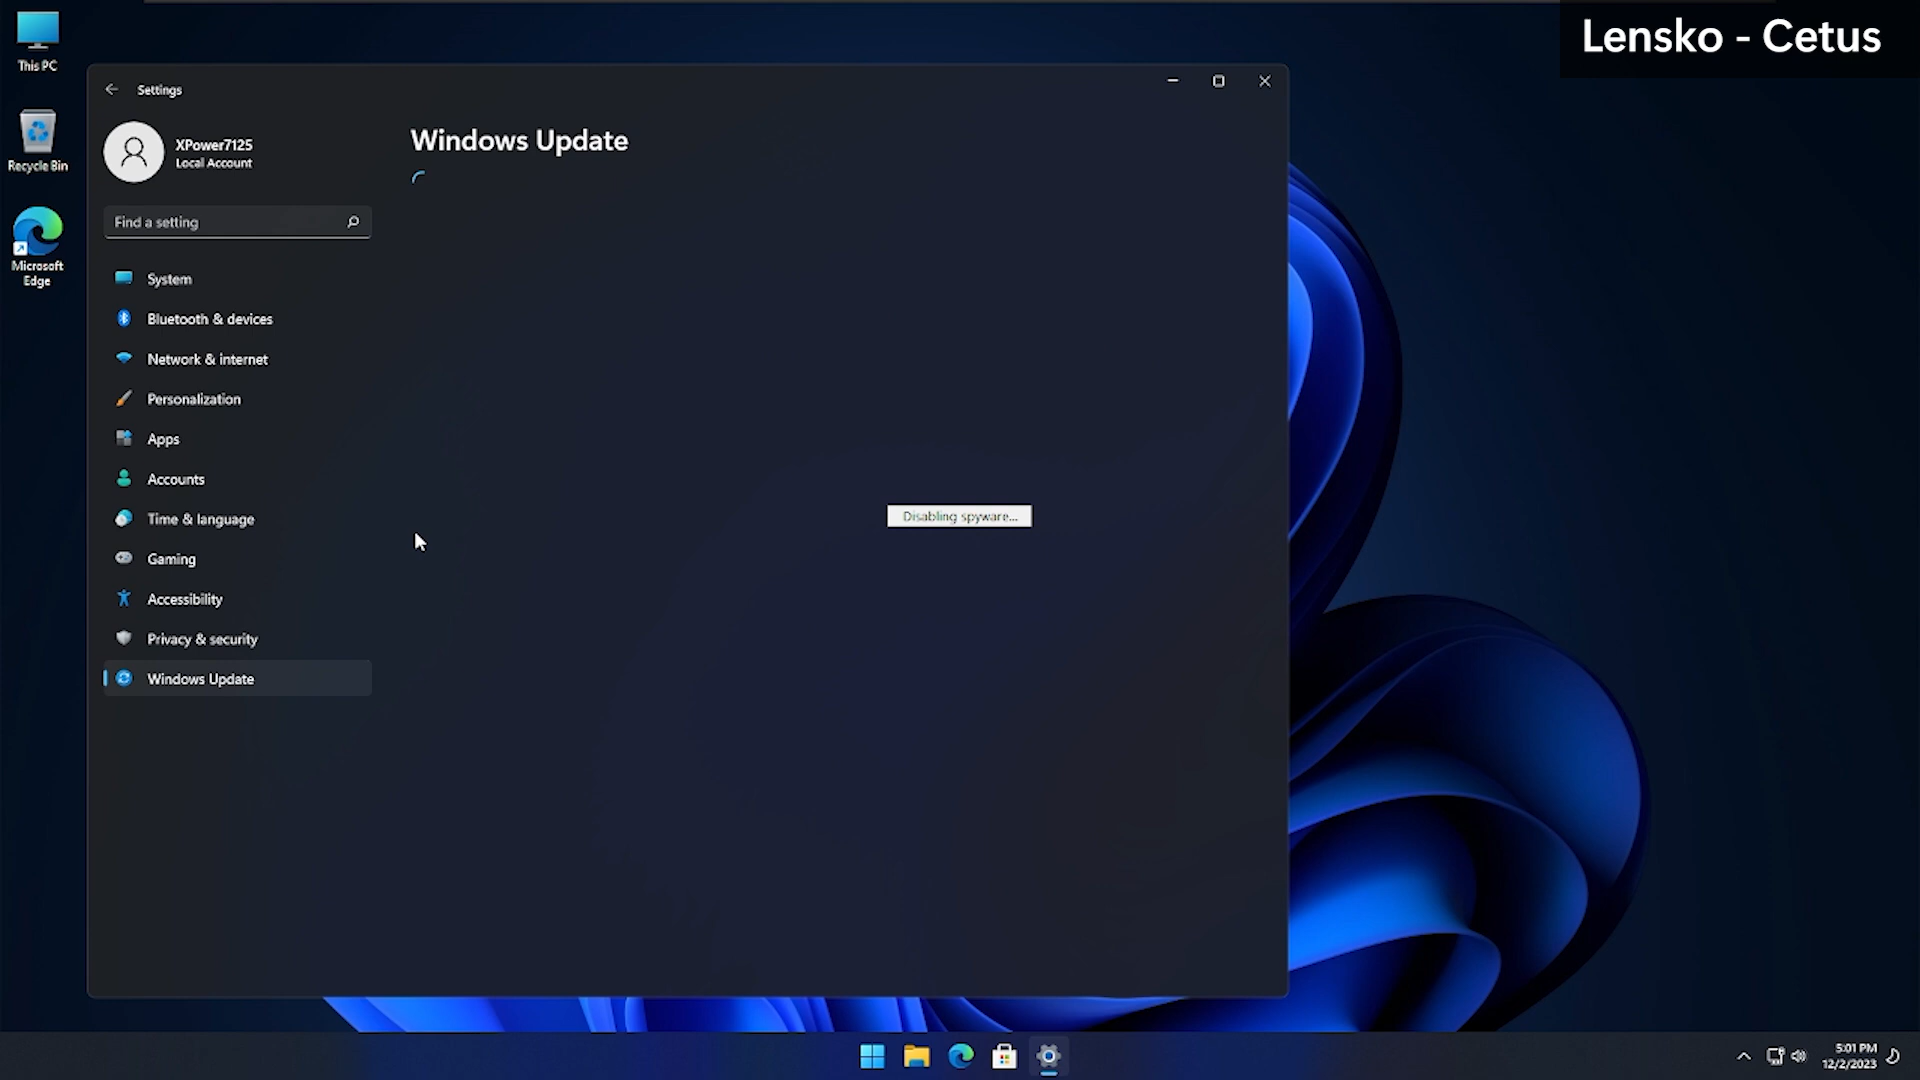 Lensko - Cetus
This PC
Recycle Bin
Microsoft
Edge
Settings
XPower7125
Local Account
Find a setting
System
Bluetooth & devices
Network & internet
Personalization
Apps
Accounts
Time & language
Gaming
Accessibility
Privacy & security
Windows Update
Windows Update
Disabling spyware...
5:01 PM
12/2/2023